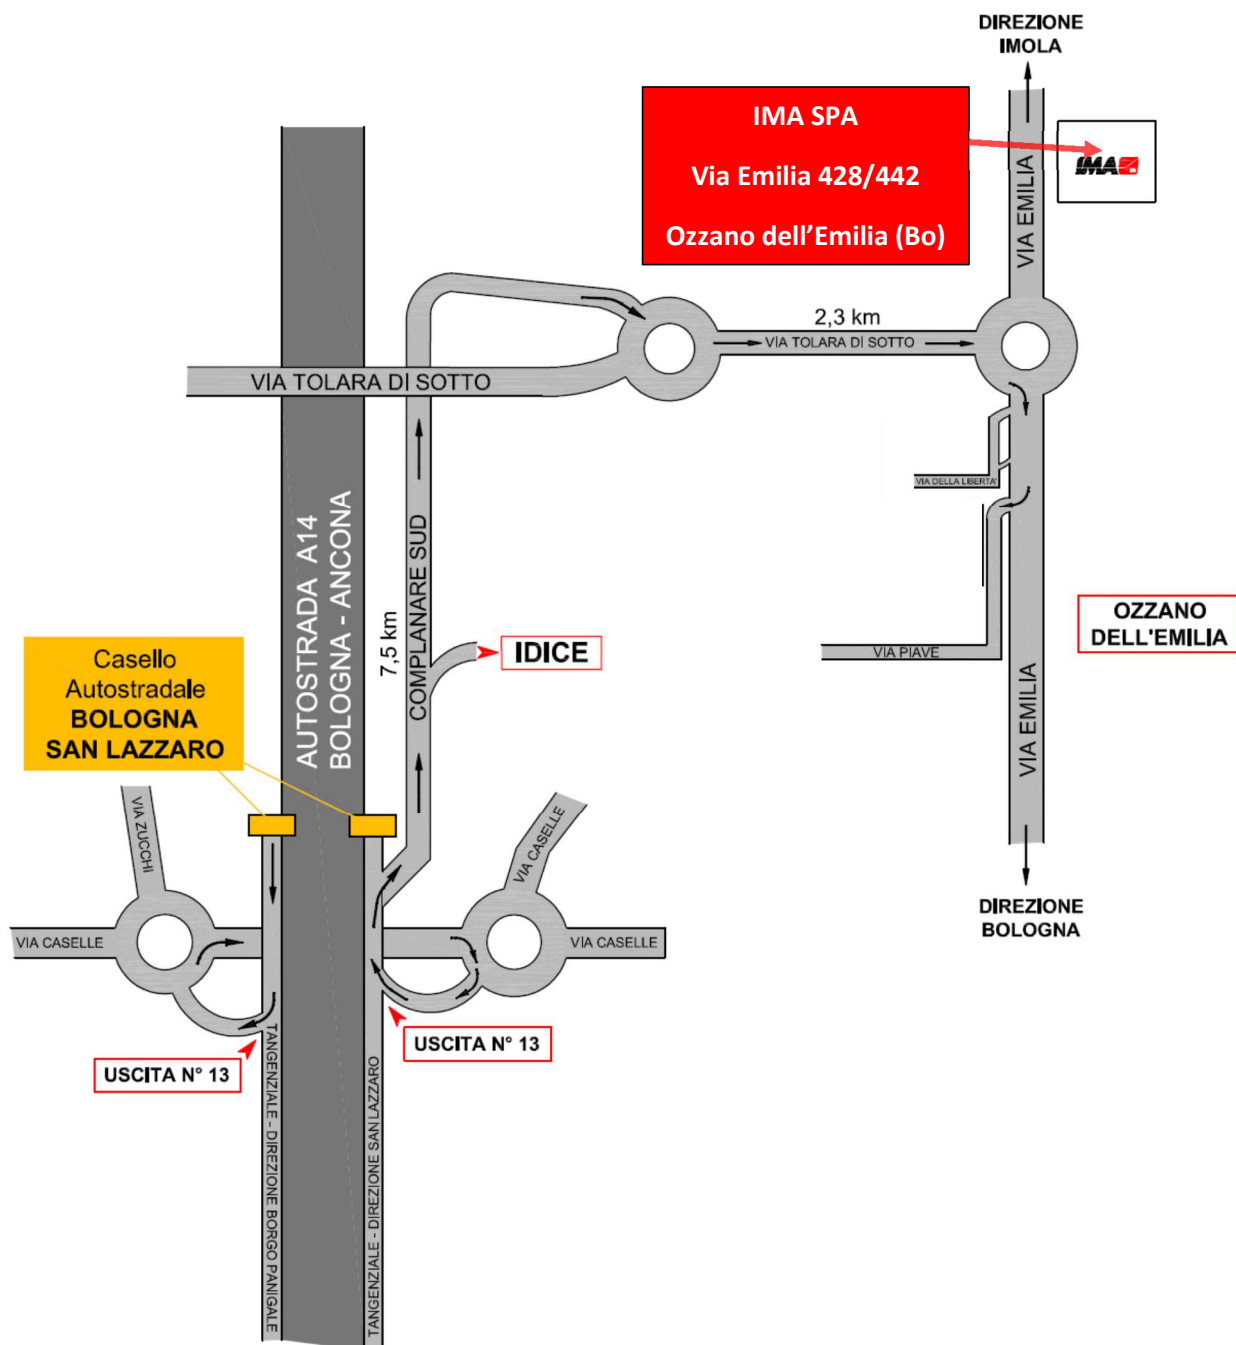 DIREZIONE
IMOLA
IMA SPA
Via Emilia 428/442
Ozzano dell'Emilia (Bo)
IMA
VIA EMILIA
2,3 km
VIA TOLARA DI SOTTO
VIA TOLARA DI SOTTO
VIA DELLA LIBERTA'
AUTOSTRADA A14
BOLOGNA - ANCONA
COMPLANARE SUD
7,5 km
IDICE
OZZANO
DELL'EMILIA
VIA PIAVE
VIA EMILIA
Casello
Autostradale
BOLOGNA
SAN LAZZARO
VIA ZUCCHI
VIA CASELLE
VIA CASELLE
VIA CASELLE
DIREZIONE
BOLOGNA
USCITA N° 13
USCITA N° 13
TANGENZIALE - DIREZIONE BORGO PANIGALE
TANGENZIALE - DIREZIONE SAN LAZZARO